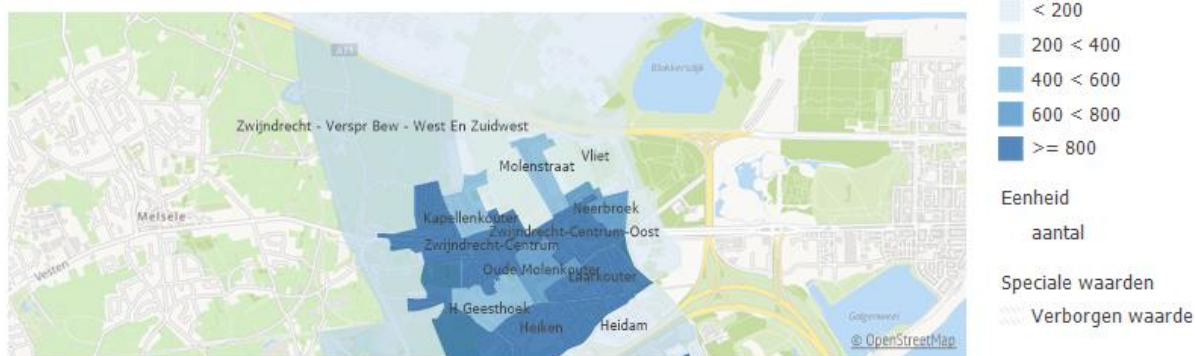 < 200
200 < 400
400 < 600
600 < 800
>= 800
Eenheid
aantal
Speciale waarden
Verborgen waarde
Blokkersdijk
Zwijndrecht - Verspr Bew - West En Zuidwest
Vliet
Molenstraat
Melsele
Kapellenkouter
Neerbroek
Zwijndrecht-Centrum-Oost
Zwijndrecht-Centrum
Vesten
Oude Molenkouter
Laarkouter
H Geesthoek
Heiken
Heidam
Galgenweel
© OpenStreetMap